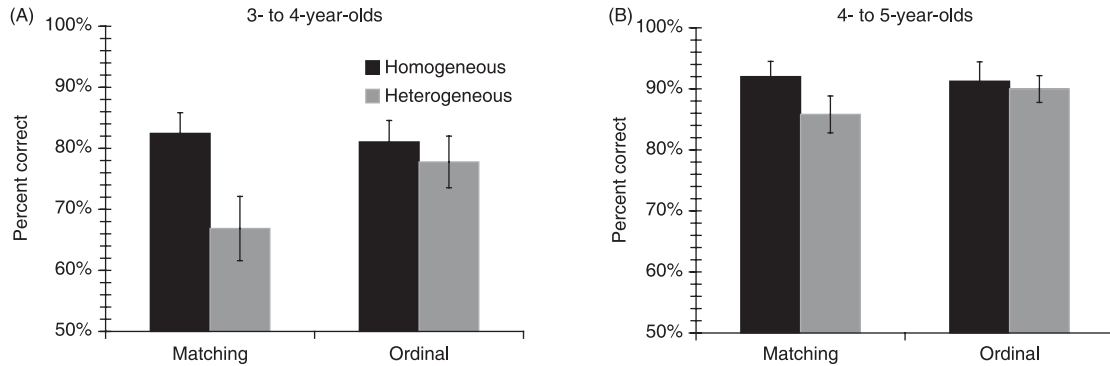 (A)
3- to 4-year-olds
100%
90%
80%
70%
60%
50%
Percent correct
Homogeneous
Heterogeneous
Matching
Ordinal
(B)
4- to 5-year-olds
100%
90%
80%
70%
60%
50%
Percent correct
Matching
Ordinal